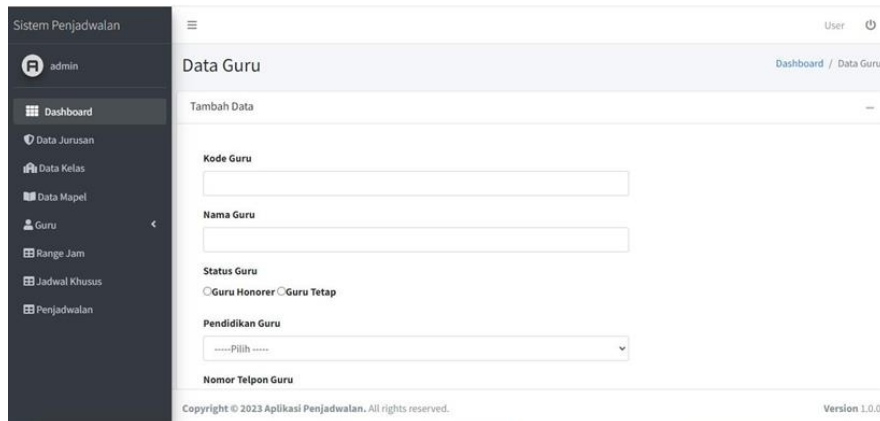 Sistem Penjadwalan
User
admin
Data Guru
Dashboard / Data Guru
Dashboard
Tambah Data
Data Jurusan
Data Kelas
Data Mapel
Guru
Range Jam
Jadwal Khusus
Penjadwalan
Kode Guru
Nama Guru
Status Guru
Guru Honorer Guru Tetap
Pendidikan Guru
-----Pilih -----
Nomor Telpon Guru
Copyright © 2023 Aplikasi Penjadwalan. All rights reserved.
Version 1.0.0